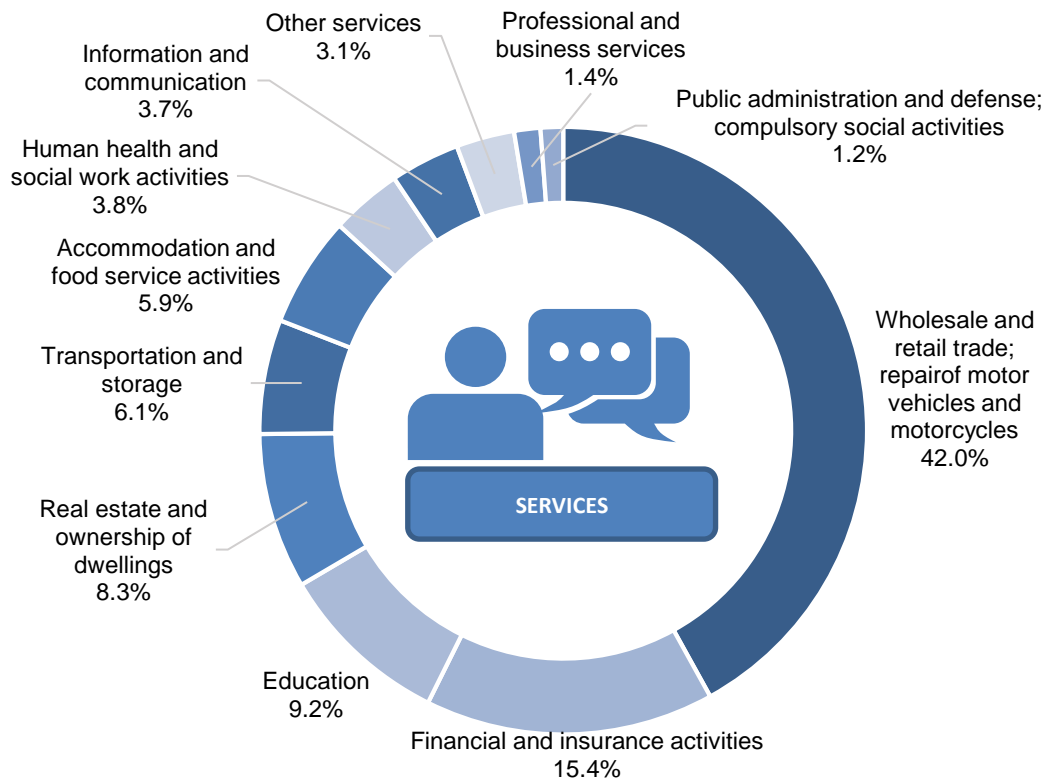 Other services
3.1%
Professional and
business services
1.4%
Information and
communication
3.7%
Public administration and defense;
compulsory social activities
1.2%
Human health and
social work activities
3.8%
Accommodation and
food service activities
5.9%
Wholesale and
retail trade;
repairof motor
vehicles and
motorcycles
42.0%
Transportation and
storage
6.1%
SERVICES
Real estate and
ownership of
dwellings
8.3%
Education
9.2%
Financial and insurance activities
15.4%